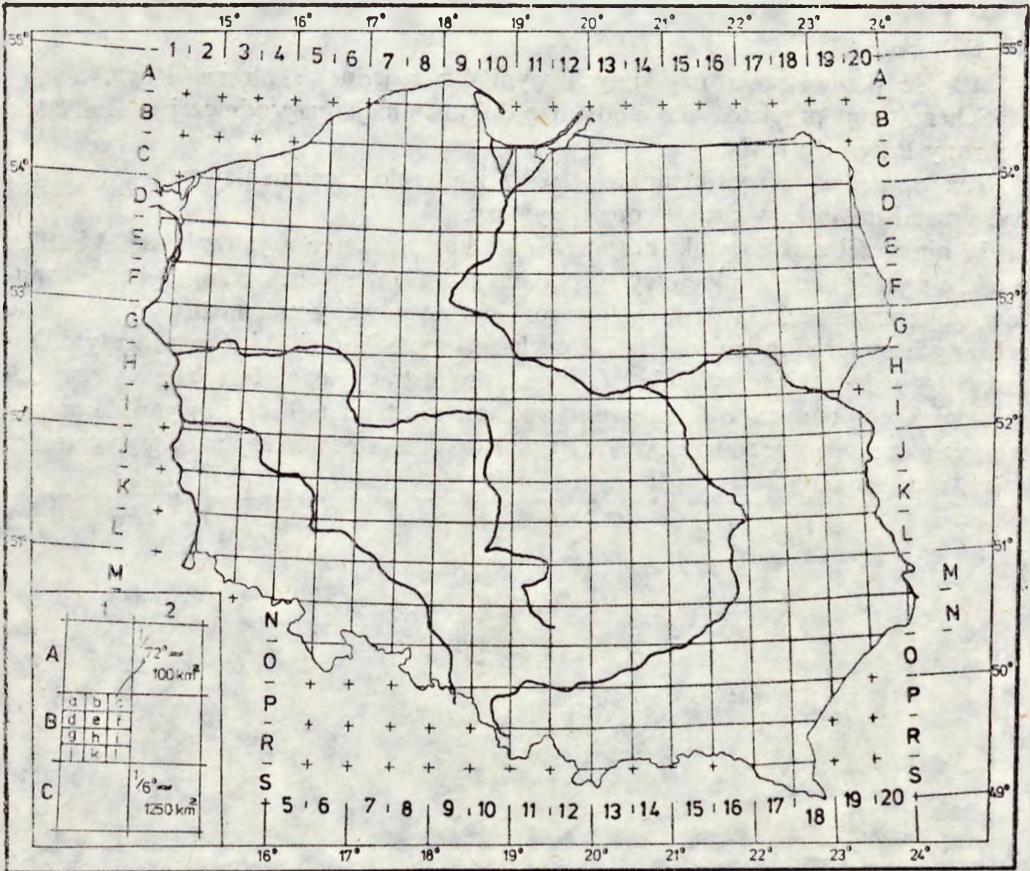 15° 16° 17° 18° 19° 20° 21° 22° 23° 24°
55° 55°
1 2 3 4 5 6 7 8 9 10 11 12 13 14 15 16 17 18 19 20
A A
B B
C C
54° 54°
D D
E E
F F
53° 53°
G G
H H
I I
52° 52°
J
K K
L L
51° 51°
M M
N N
O O
50°
P P
R R
S S
49°
5 6 7 8 9 10 11 12 13 14 15 16 17 18 19 20
16° 17° 18° 19° 20° 21° 22° 23° 24°
2
A
100 km²
B
a b c
d e f
g h
k
C
1/6°
1250 km²